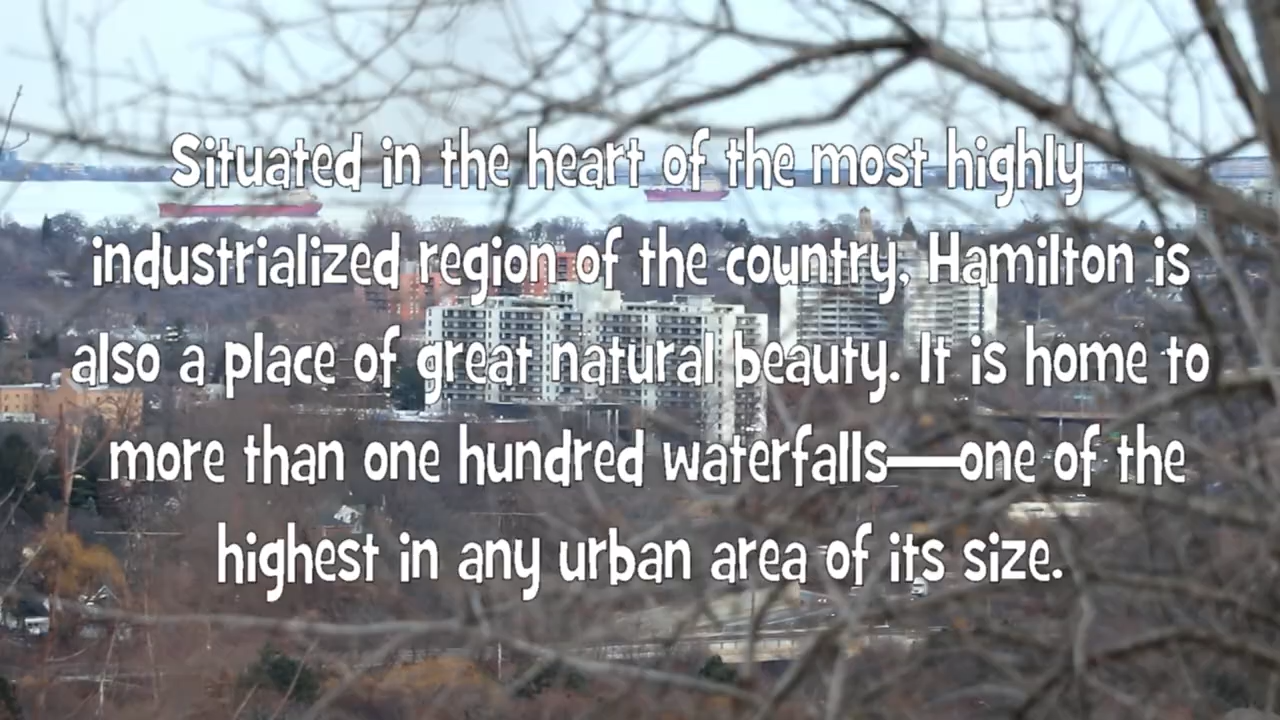 Situated in the heart of the most highly
industrialized region of the country, Hamilton is
also a place of great natural beauty. It is home to
more than one hundred waterfalls—one of the
highest in any urban area of its size.